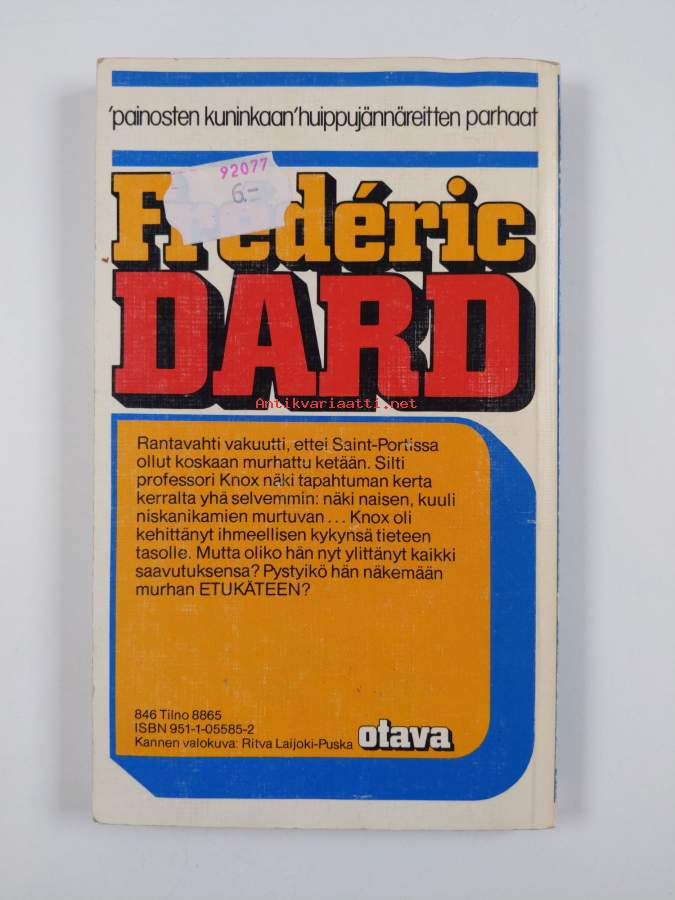 'painosten kuninkaan' huippujännäreitten parhaat
92077
6.-
Frédéric
DARD
Antikvariaatti.net
Rantavahti vakuutti, ettei Saint-Portissa
ollut koskaan murhattu ketään. Silti
professori Knox näki tapahtuman kerta
kerralta yhä selvemmin: näki naisen, kuuli
niskanikamien murtuvan ... Knox oli
kehittänyt ihmeellisen kykynsä tieteen
tasolle. Mutta oliko hän nyt ylittänyt kaikki
saavutuksensa? Pystyikö hän näkemään
murhan ETUKÄTEEN?
846 Tilno 8865
ISBN 951-1-05585-2
Kannen valokuva: Ritva Laijoki-Puska
otava